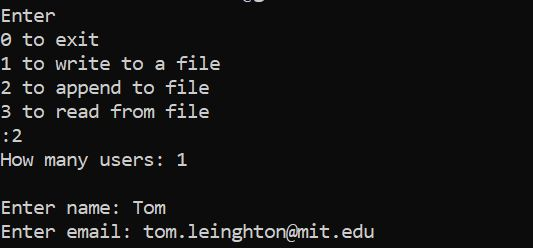 Enter
0 to exit
1 to write to a file
2 to append to file
3 to read from file
:2
How many users: 1
Enter name: Tom
Enter email: tom.leinghton@mit.edu